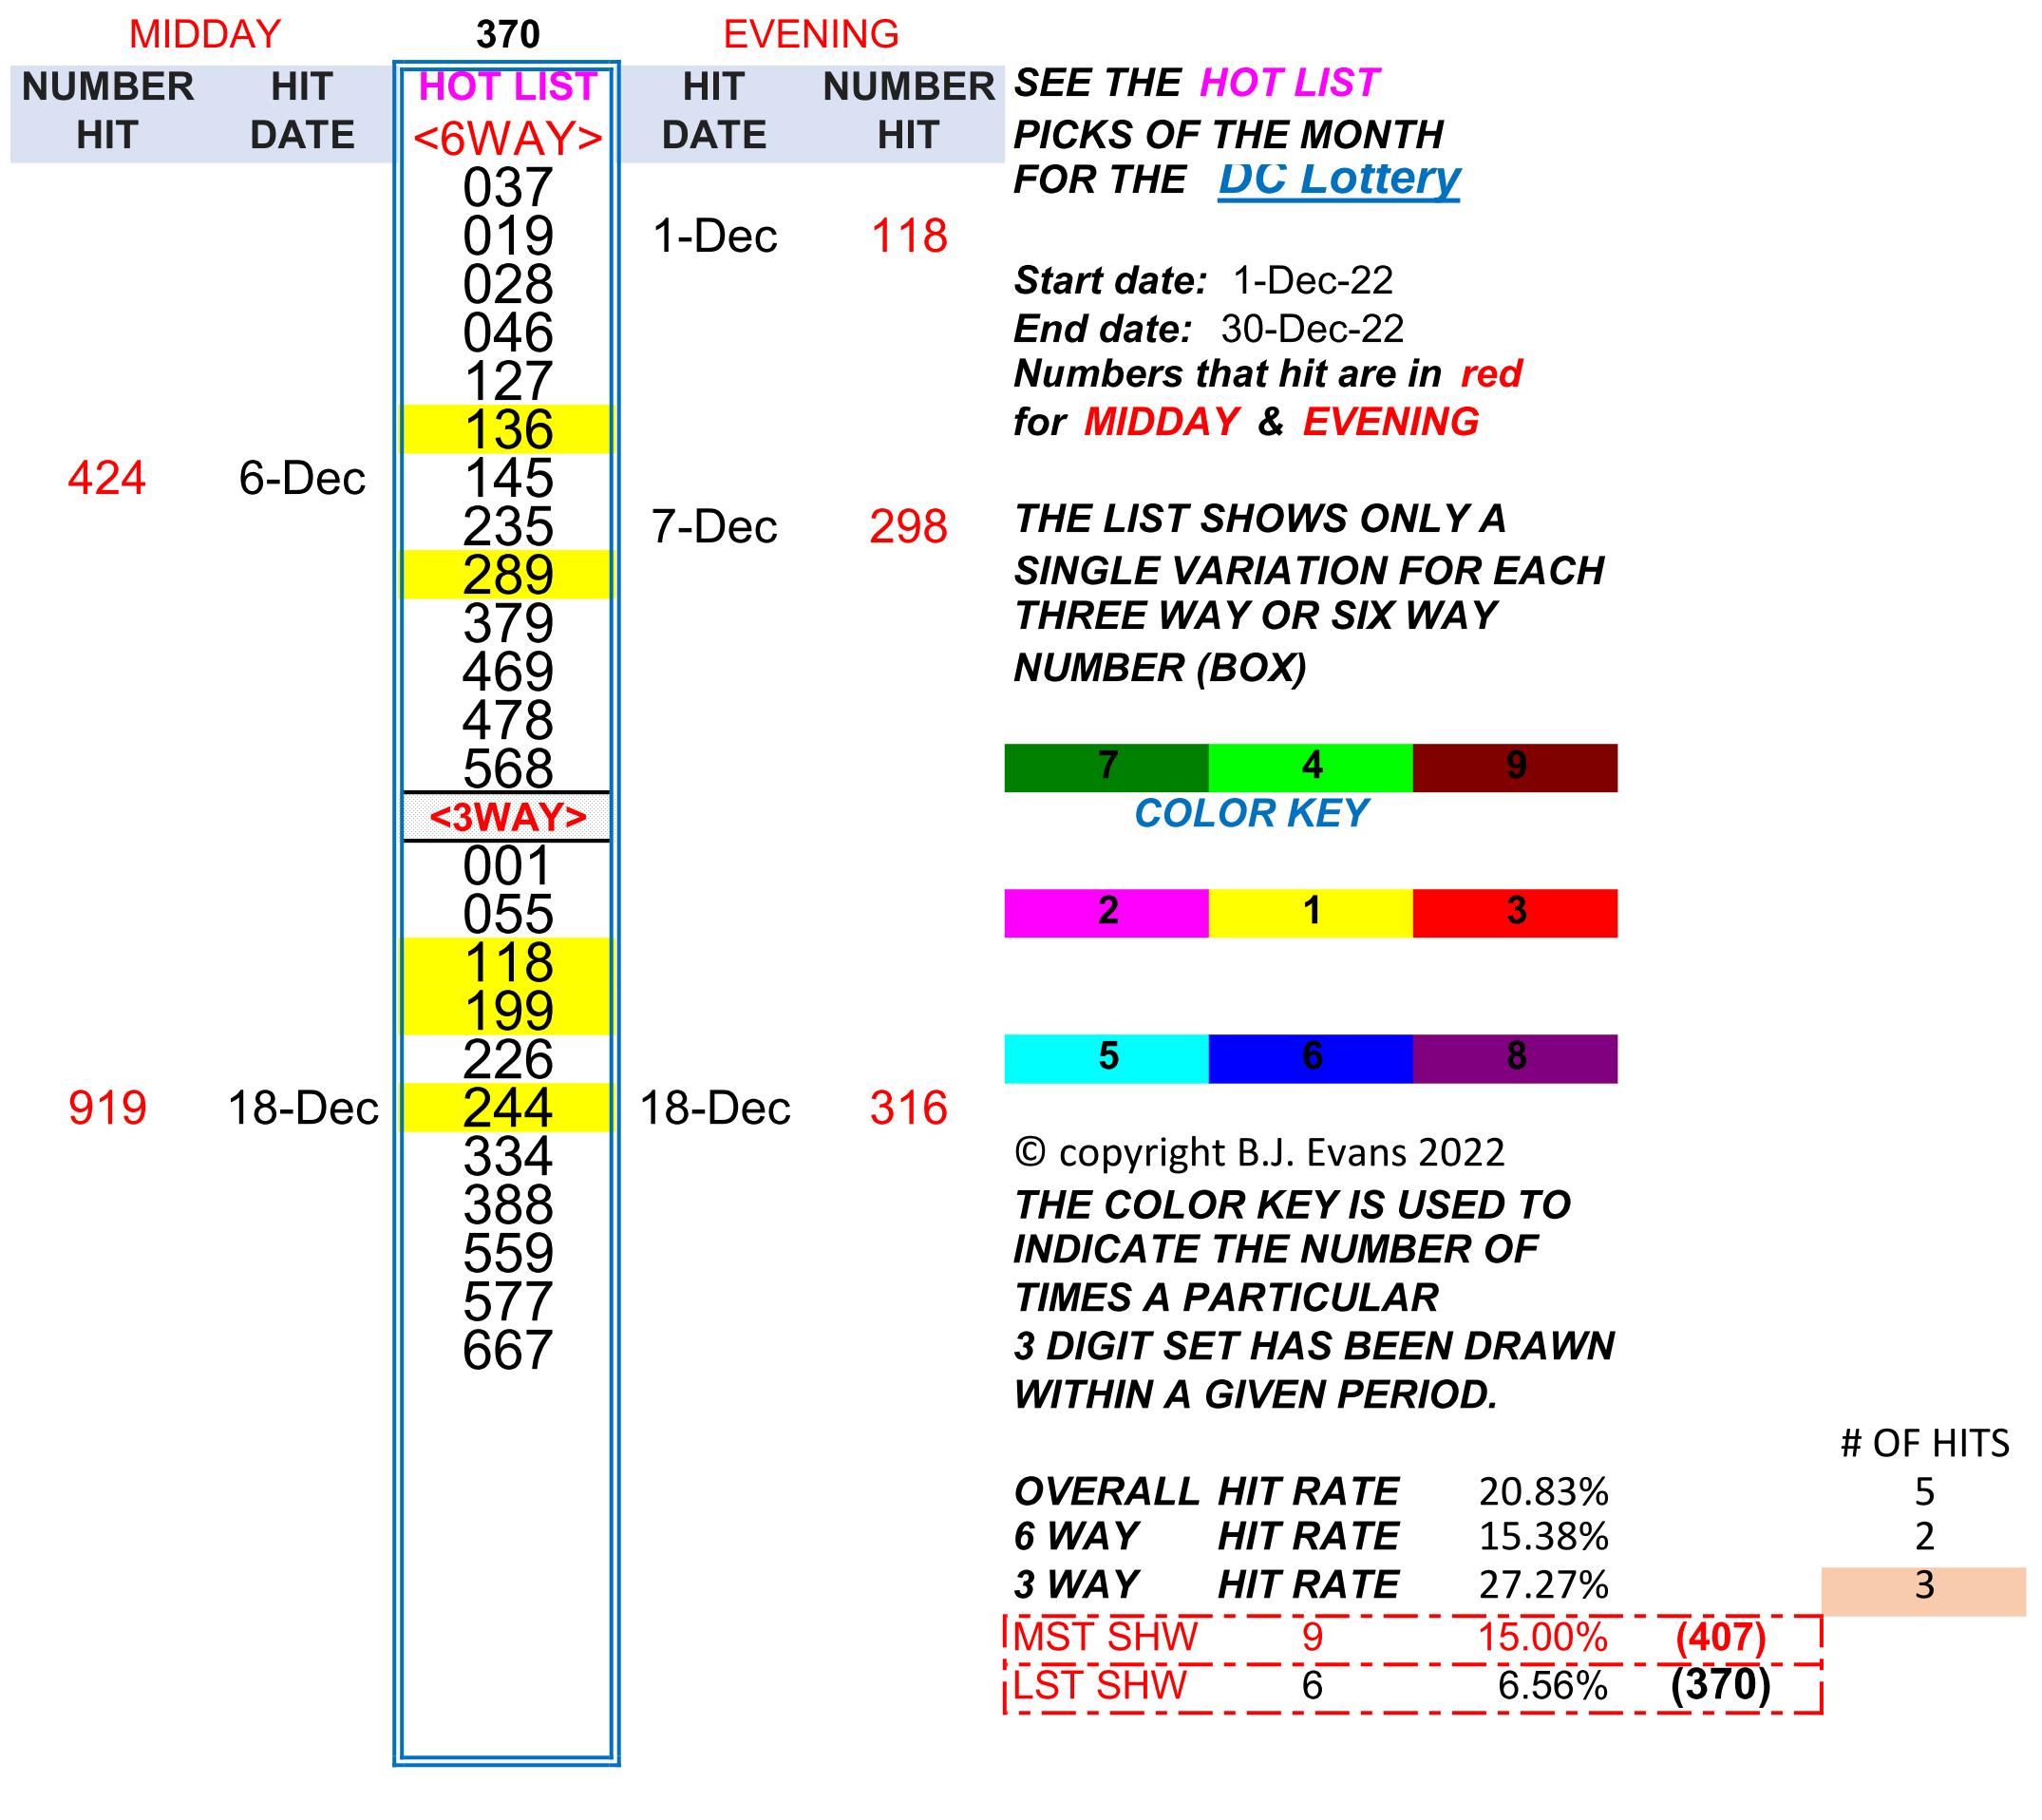 MIDDAY 370 EVENING
NUMBER HIT HOT LIST HIT NUMBER SEE THE HOT LIST
HIT DATE <6WAY> DATE HIT PICKS OF THE MONTH
037 FOR THE DC Lottery
019 1-Dec 118
028 Start date: 1-Dec-22
046 End date: 30-Dec-22
127 Numbers that hit are in red
136 for MIDDAY & EVENING
424 6-Dec 145
235 7-Dec 298 THE LIST SHOWS ONLY A
289 SINGLE VARIATION FOR EACH
379 THREE WAY OR SIX WAY
469 NUMBER (BOX)
478
568 7 4 9
<3WAY> COLOR KEY
001
055 2 1 3
118
199
226 5 6 8
919 18-Dec 244 18-Dec 316
334 © copyright B.J. Evans 2022
388 THE COLOR KEY IS USED TO
559 INDICATE THE NUMBER OF
577 TIMES A PARTICULAR
667 3 DIGIT SET HAS BEEN DRAWN
WITHIN A GIVEN PERIOD.
# OF HITS
OVERALL HIT RATE 20.83% 5
6 WAY HIT RATE 15.38% 2
3 WAY HIT RATE 27.27% 3
MST SHW 9 15.00% (407)
LST SHW 6 6.56% (370)